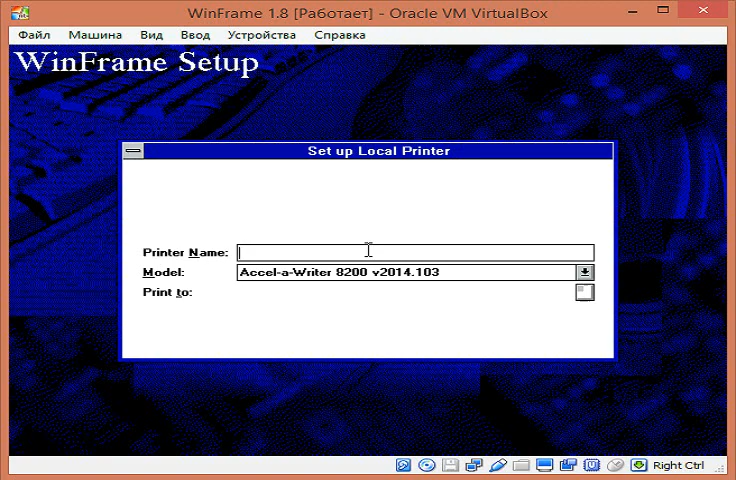 WinFrame 1.8 [Работает] - Oracle VM VirtualBox
Файл Машина Вид Ввод Устройства Справка
WinFrame Setup
Set up Local Printer
Printer Name:
Model: Accel-a-Writer 8200 v2014.103
Print to:
Right Ctrl